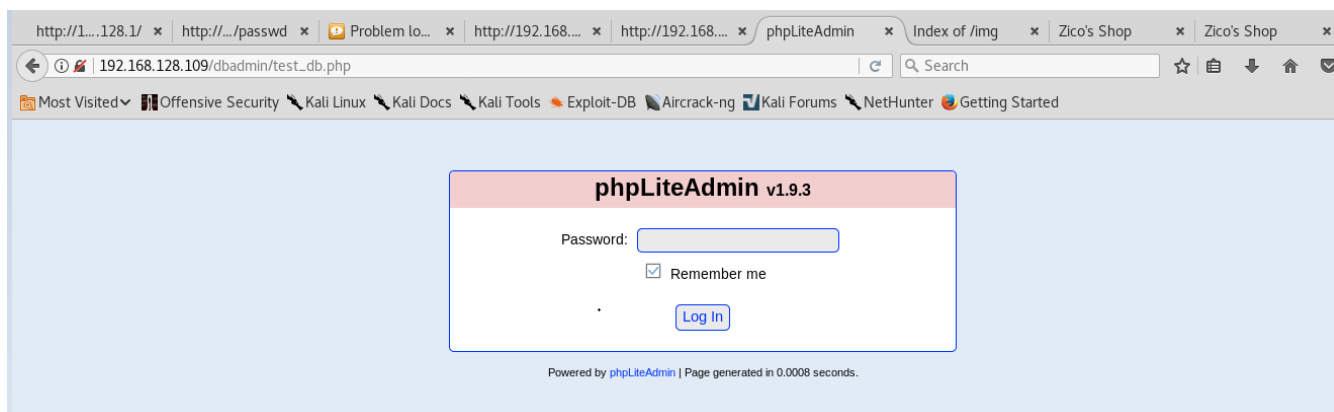 http://1....128.1/ × http://.../passwd × Problem lo... × http://192.168.... × http://192.168.... × phpLiteAdmin × Index of /img × Zico's Shop × Zico's Shop ×
192.168.128.109/dbadmin/test_db.php Search
Most Visited Offensive Security Kali Linux Kali Docs Kali Tools Exploit-DB Aircrack-ng Kali Forums NetHunter Getting Started
phpLiteAdmin v1.9.3
Password:
Remember me
Log In
Powered by phpLiteAdmin | Page generated in 0.0008 seconds.